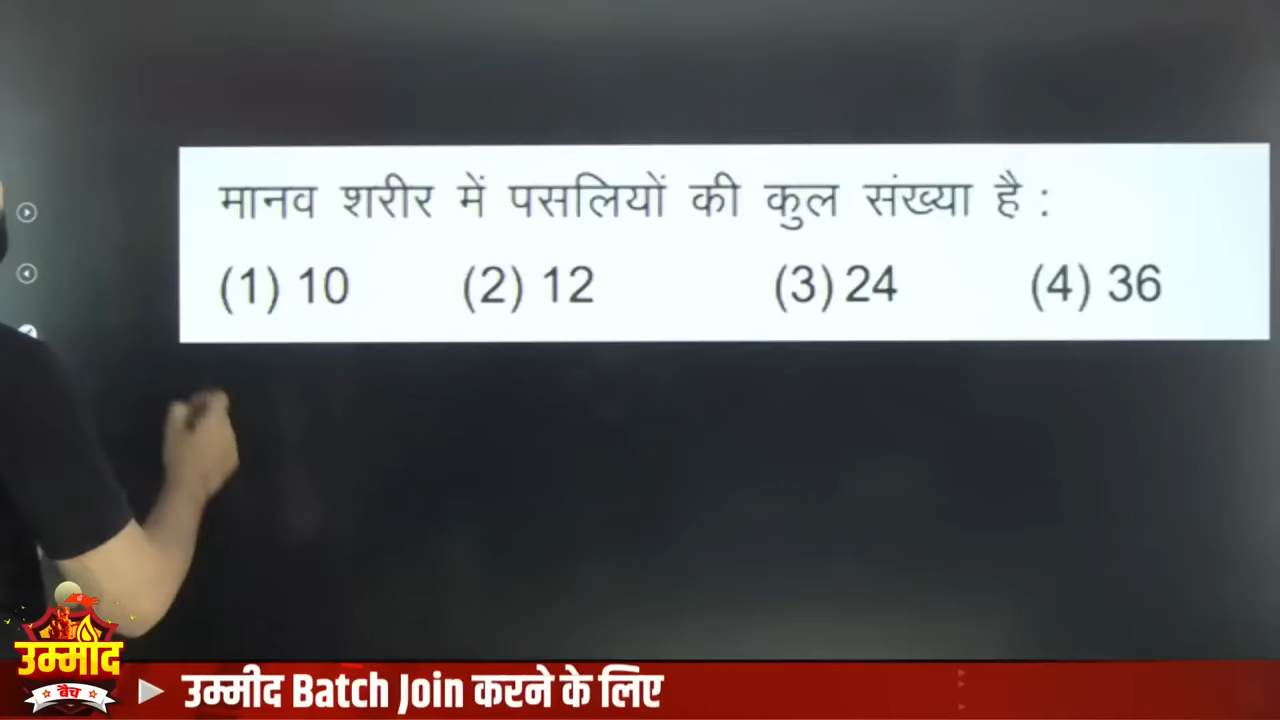 मानव शरीर में पसलियों की कुल संख्या है :
(1) 10 (2) 12 (3) 24 (4) 36
उम्मीद
बैच
उम्मीद Batch Join करने के लिए